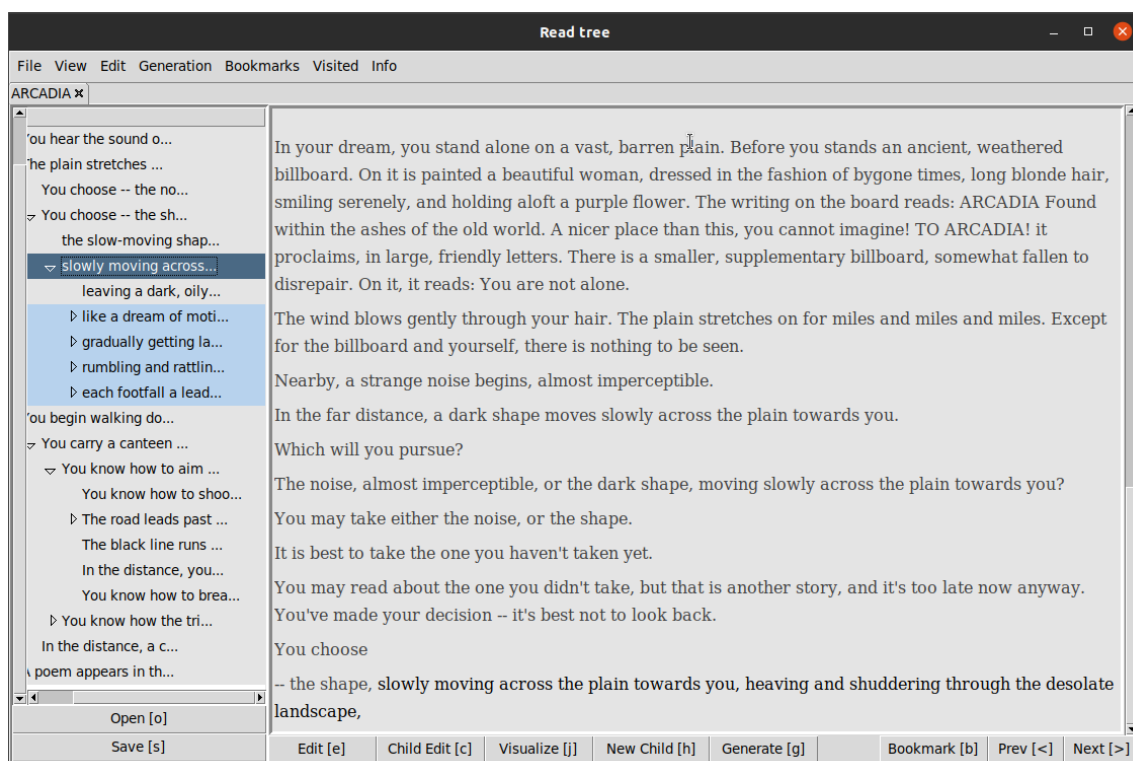 Read tree
File View Edit Generation Bookmarks Visited Info
ARCADIA
You hear the sound o...
The plain stretches ...
You choose -- the no...
You choose -- the sh...
the slow-moving shap...
slowly moving across...
leaving a dark, oily...
like a dream of moti...
gradually getting la...
rumbling and rattlin...
each footfall a lead...
You begin walking do...
You carry a canteen ...
You know how to aim ...
You know how to shoo...
The road leads past ...
The black line runs ...
In the distance, you...
You know how to brea...
You know how the tri...
In the distance, a c...
A poem appears in th...
Open [o]
Save [s]
In your dream, you stand alone on a vast, barren plain. Before you stands an ancient, weathered
billboard. On it is painted a beautiful woman, dressed in the fashion of bygone times, long blonde hair,
smiling serenely, and holding aloft a purple flower. The writing on the board reads: ARCADIA Found
within the ashes of the old world. A nicer place than this, you cannot imagine! TO ARCADIA! it
proclaims, in large, friendly letters. There is a smaller, supplementary billboard, somewhat fallen to
disrepair. On it, it reads: You are not alone.
The wind blows gently through your hair. The plain stretches on for miles and miles and miles. Except
for the billboard and yourself, there is nothing to be seen.
Nearby, a strange noise begins, almost imperceptible.
In the far distance, a dark shape moves slowly across the plain towards you.
Which will you pursue?
The noise, almost imperceptible, or the dark shape, moving slowly across the plain towards you?
You may take either the noise, or the shape.
It is best to take the one you haven't taken yet.
You may read about the one you didn't take, but that is another story, and it's too late now anyway.
You've made your decision -- it's best not to look back.
You choose
-- the shape, slowly moving across the plain towards you, heaving and shuddering through the desolate
landscape,
Edit [e] Child Edit [c] Visualize [j] New Child [h] Generate [g] Bookmark [b] Prev [<] Next [>]